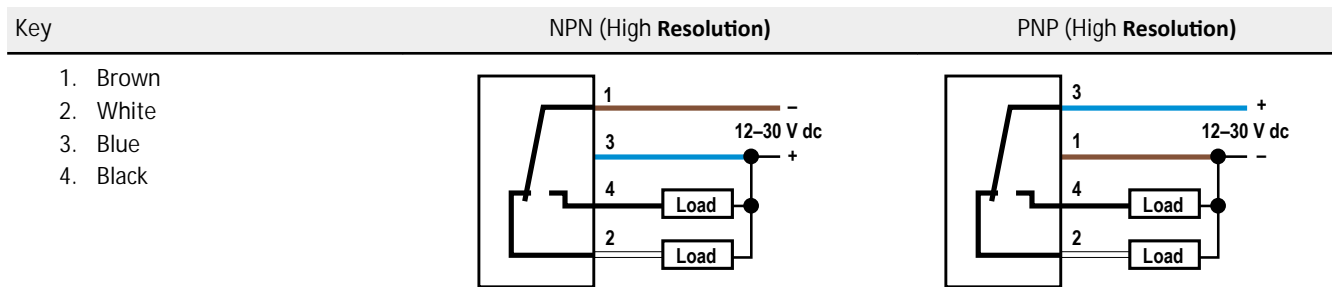 Key NPN (High Resolution) PNP (High Resolution)
1. Brown
2. White
3. Blue
4. Black
1 –
12–30 V dc
3 +
4 Load
2 Load
3 +
12–30 V dc
1 –
4 Load
2 Load